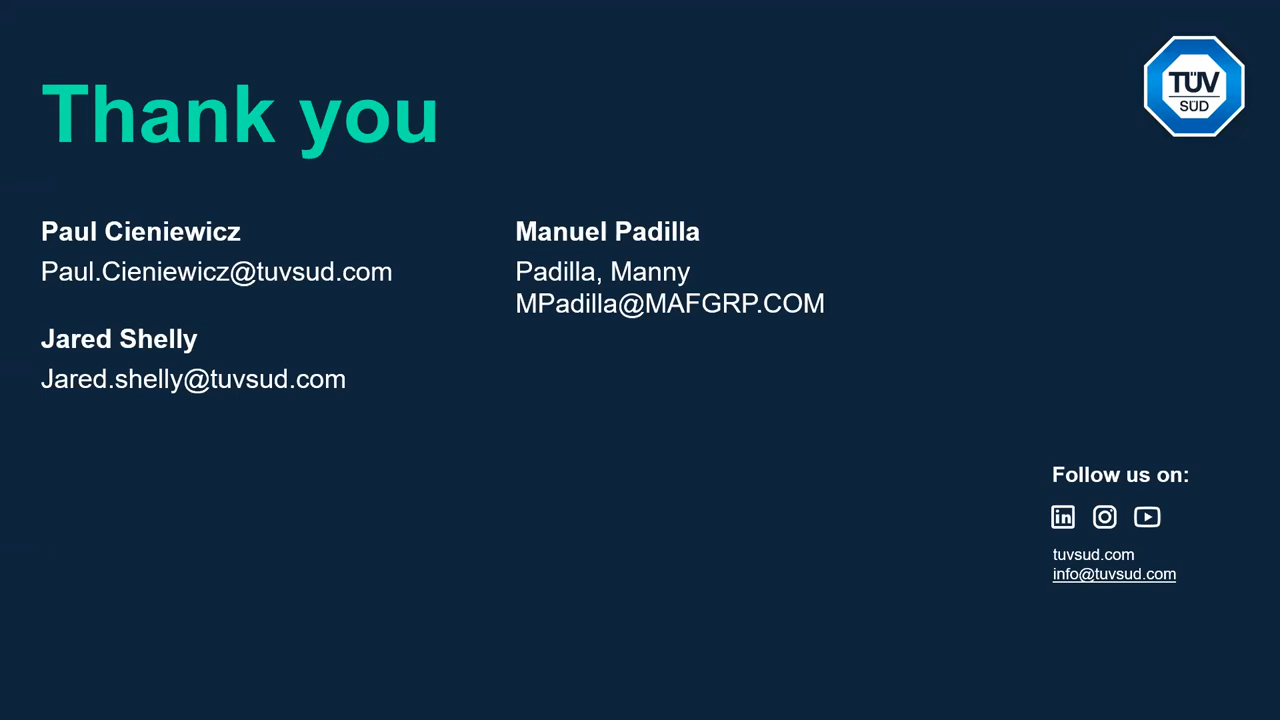 Thank you
TÜV
SÜD
Paul Cieniewicz
Paul.Cieniewicz@tuvsud.com
Jared Shelly
Jared.shelly@tuvsud.com
Manuel Padilla
Padilla, Manny
MPadilla@MAFGRP.COM
Follow us on:
in
tuvsud.com
info@tuvsud.com